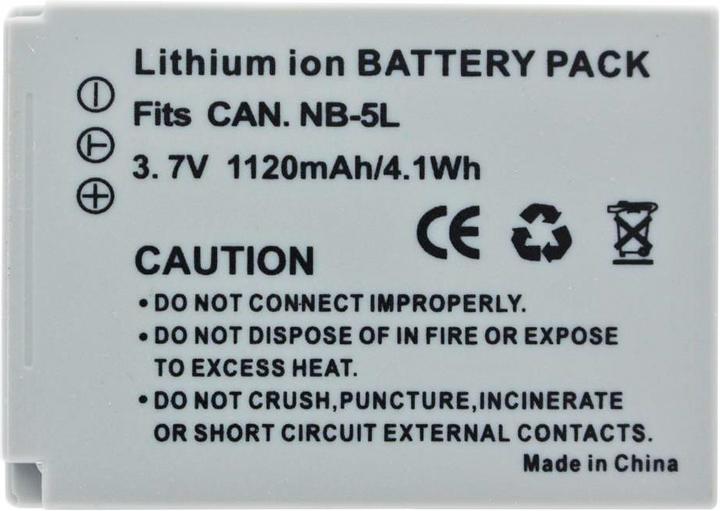 Lithium ion BATTERY PACK
Fits CAN. NB-5L
3.7V 1120mAh/4.1Wh
CE
CAUTION
•DO NOT CONNECT IMPROPERLY.
•DO NOT DISPOSE OF IN FIRE OR EXPOSE
TO EXCESS HEAT.
•DO NOT CRUSH,PUNCTURE,INCINERATE
OR SHORT CIRCUIT EXTERNAL CONTACTS.
Made in China